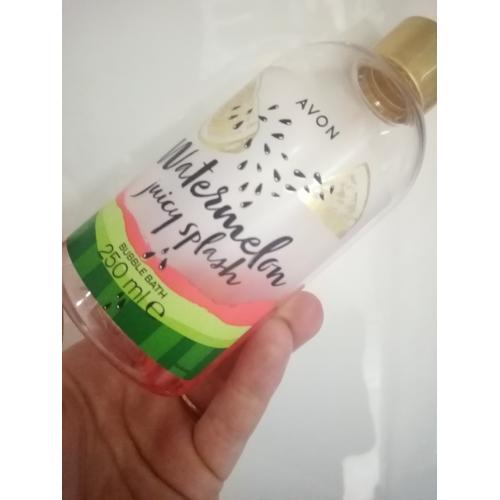 AVON
Watermelon
juicy splash
BUBBLE BATH
250 ml e